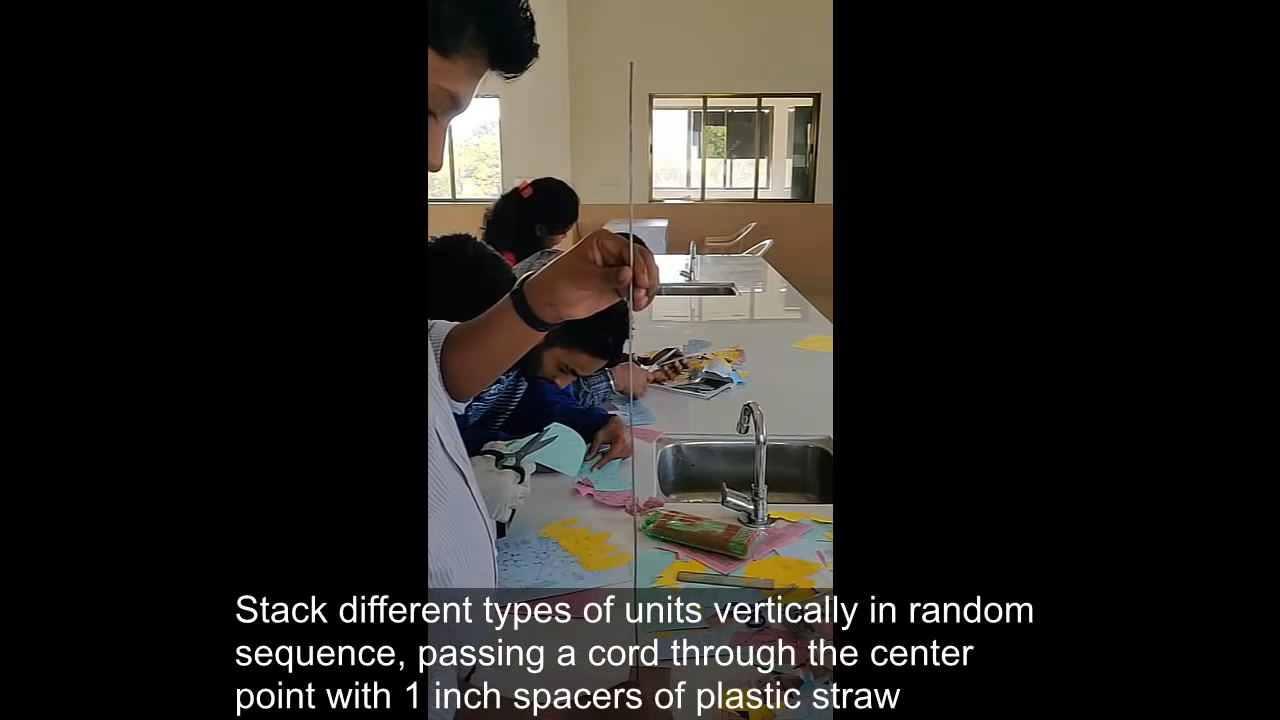 Stack different types of units vertically in random
sequence, passing a cord through the center
point with 1 inch spacers of plastic straw